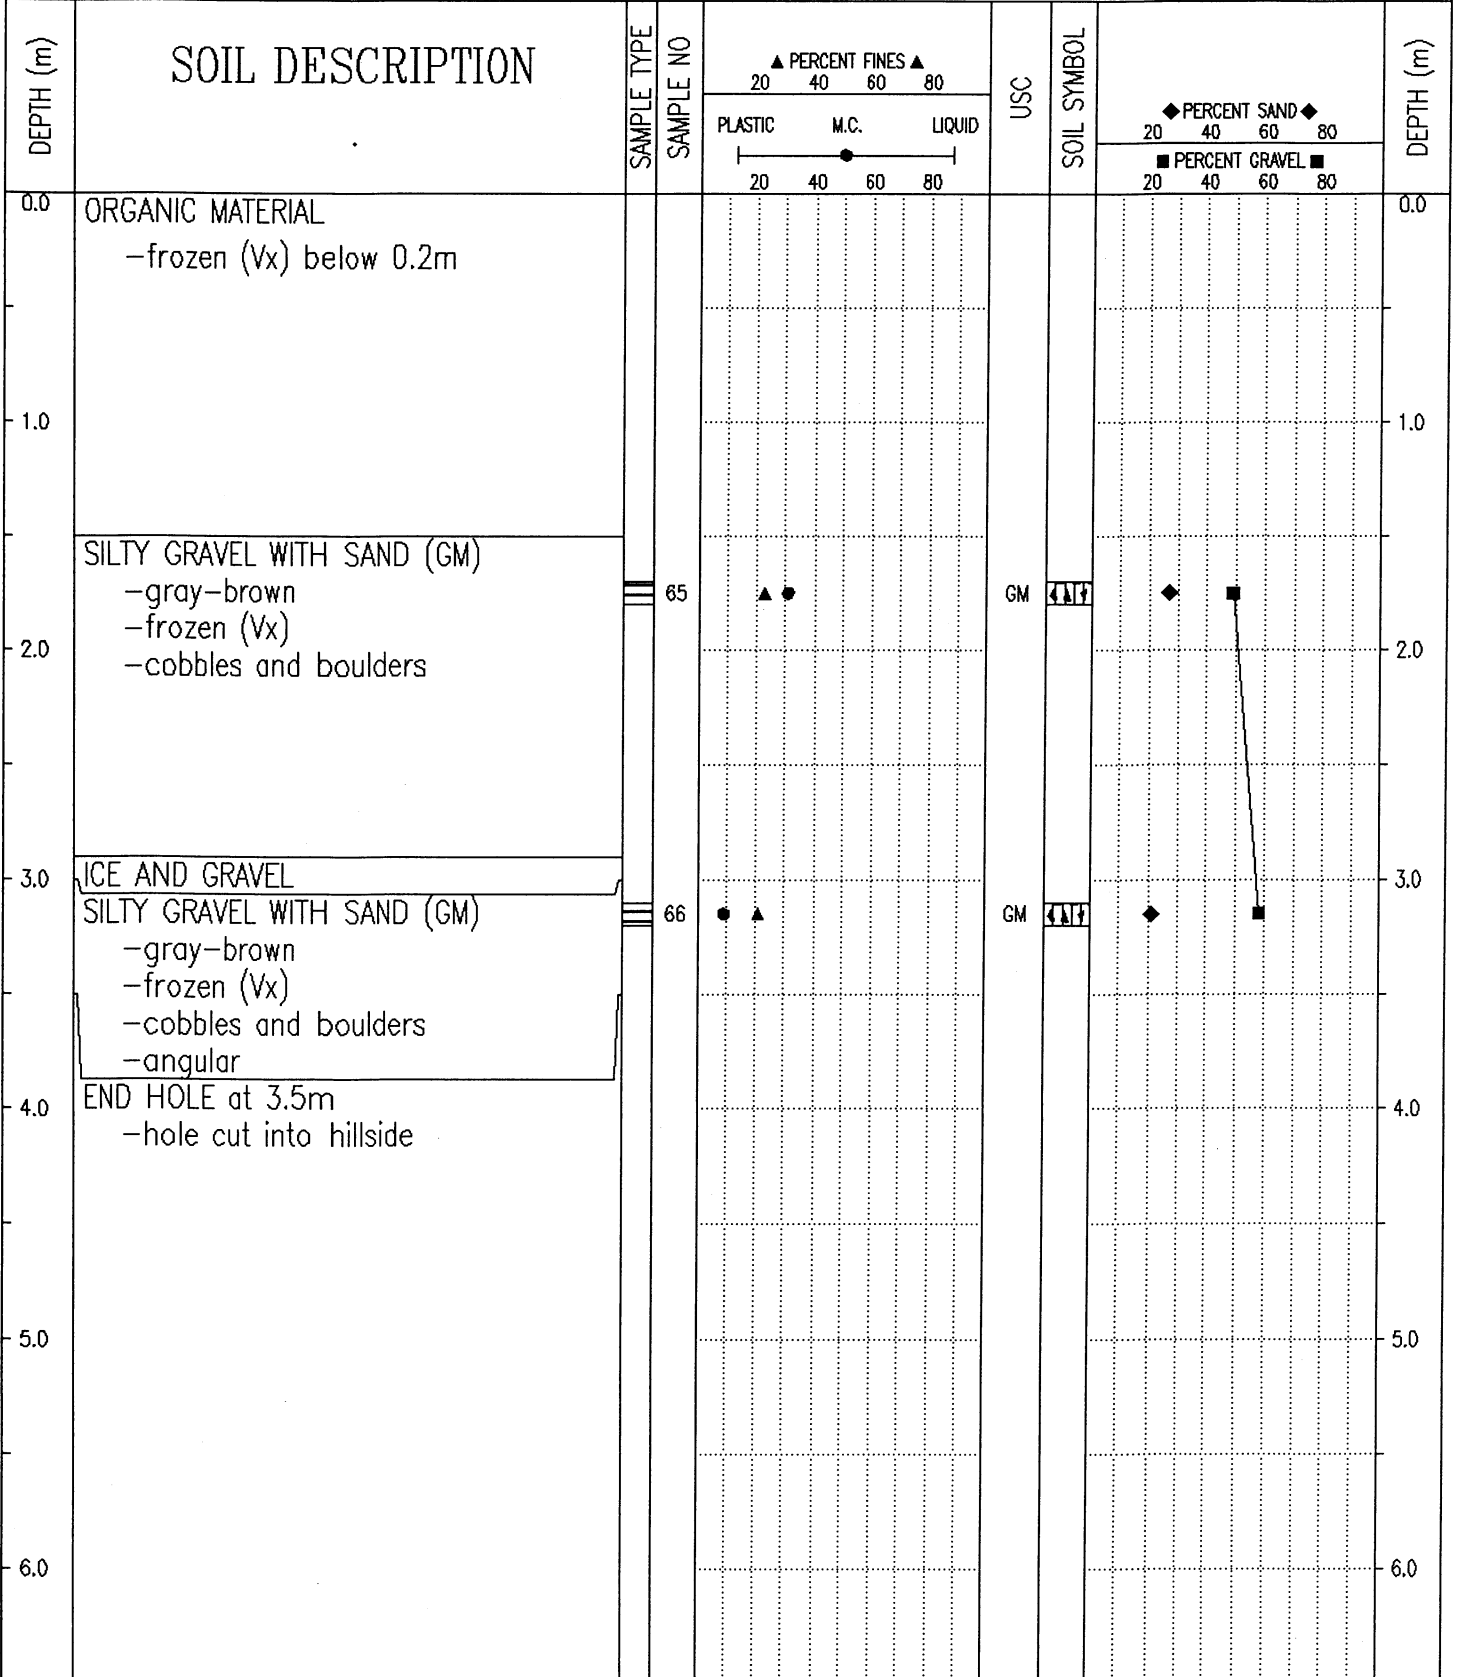 DEPTH (m)
SOIL DESCRIPTION
SAMPLE TYPE
SAMPLE NO
▲ PERCENT FINES ▲
20 40 60 80
PLASTIC M.C. LIQUID
20 40 60 80
USC
SOIL SYMBOL
◆ PERCENT SAND ◆
20 40 60 80
■ PERCENT GRAVEL ■
20 40 60 80
DEPTH (m)
0.0
ORGANIC MATERIAL
0.0
-frozen (Vx) below 0.2m
1.0
1.0
SILTY GRAVEL WITH SAND (GM)
-gray-brown
65
GM
-frozen (Vx)
2.0
2.0
-cobbles and boulders
3.0
ICE AND GRAVEL
3.0
SILTY GRAVEL WITH SAND (GM)
66
GM
-gray-brown
-frozen (Vx)
-cobbles and boulders
-angular
END HOLE at 3.5m
4.0
4.0
-hole cut into hillside
5.0
5.0
6.0
6.0